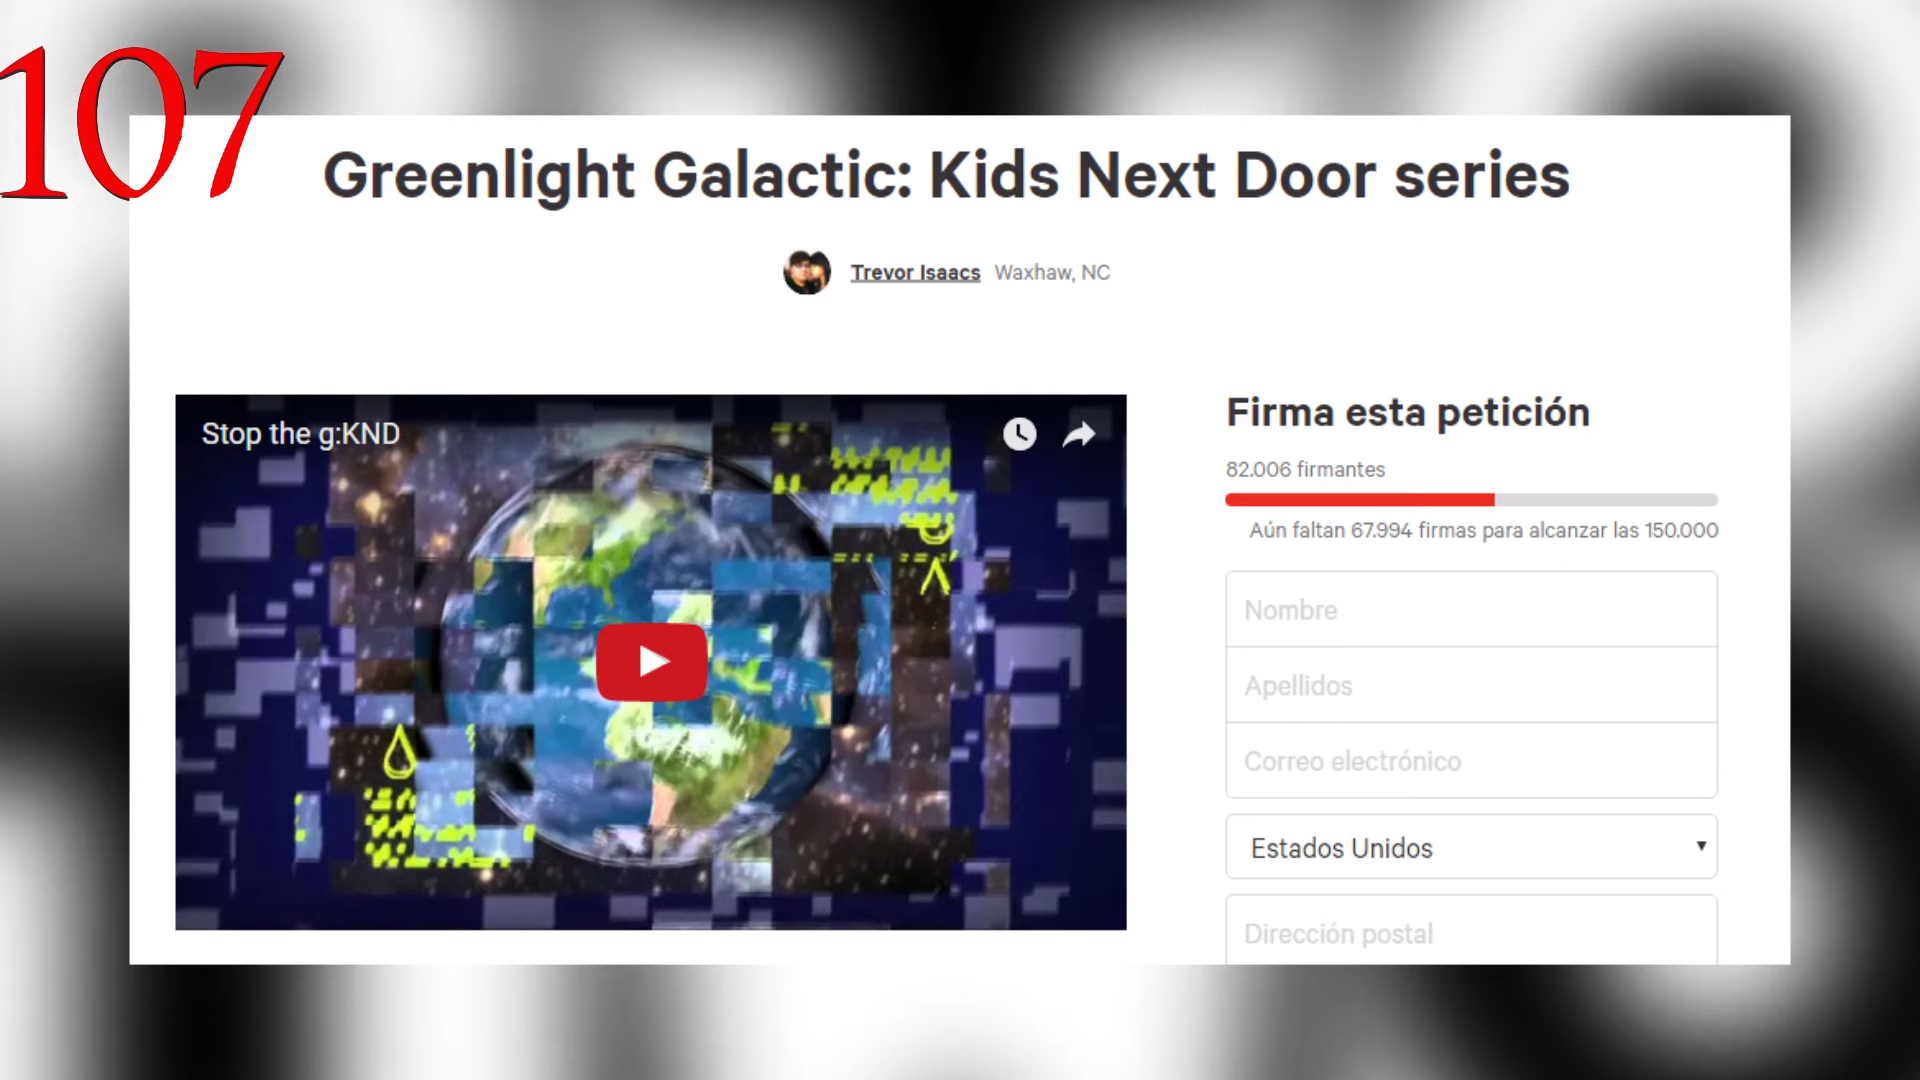 107
Greenlight Galactic: Kids Next Door series
Trevor Isaacs Waxhaw, NC
Stop the g:KND
Firma esta petición
82.006 firmantes
Aún faltan 67.994 firmas para alcanzar las 150.000
Nombre
Apellidos
Correo electrónico
Estados Unidos
Dirección postal